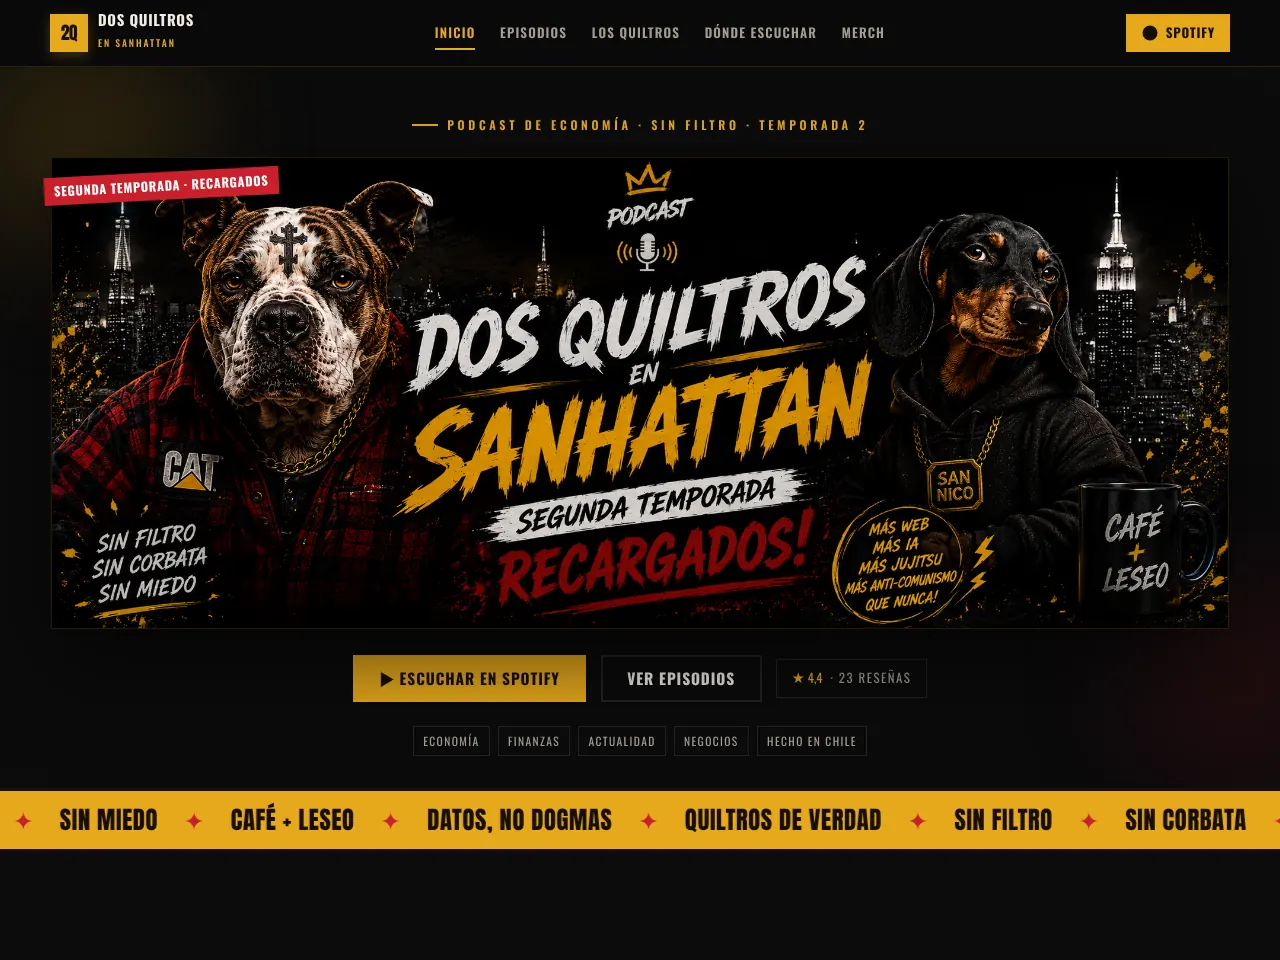 2Q
DOS QUILTROS
EN SANHATTAN
INICIO
EPISODIOS
LOS QUILTROS
DÓNDE ESCUCHAR
MERCH
SPOTIFY
PODCAST DE ECONOMÍA · SIN FILTRO · TEMPORADA 2
SEGUNDA TEMPORADA · RECARGADOS
PODCAST
DOS QUILTROS
EN
SANHATTAN
SEGUNDA TEMPORADA
RECARGADOS!
CAT
SIN FILTRO
SIN CORBATA
SIN MIEDO
SAN
NICO
MÁS WEB
MÁS IA
MÁS JUJITSU
MÁS ANTI-COMUNISMO
QUE NUNCA!
CAFÉ
+
LESEO
▶ ESCUCHAR EN SPOTIFY
VER EPISODIOS
★ 4,4 · 23 RESEÑAS
ECONOMÍA
FINANZAS
ACTUALIDAD
NEGOCIOS
HECHO EN CHILE
✦ SIN MIEDO ✦ CAFÉ + LESEO ✦ DATOS, NO DOGMAS ✦ QUILTROS DE VERDAD ✦ SIN FILTRO ✦ SIN CORBATA